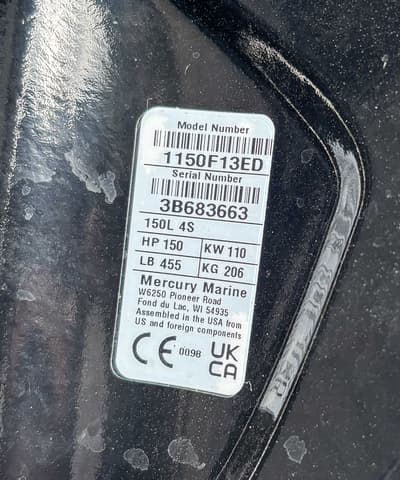 Model Number
1150F13ED
Serial Number
3B683663
150L 4S
HP 150 KW 110
LB 455 KG 206
Mercury Marine
W6250 Pioneer Road
Fond du Lac, WI 54935
Assembled in the USA from
US and foreign components
CE 0098 UK
CA